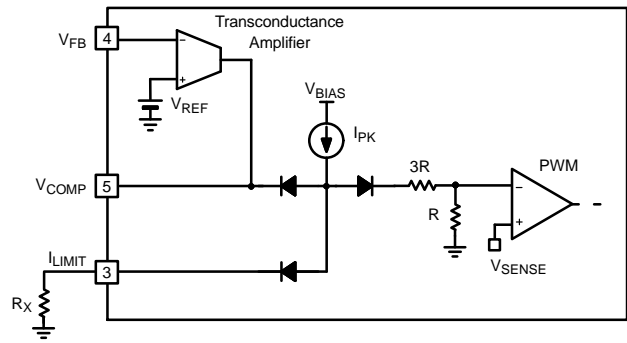 Transconductance
Amplifier
V_FB
4
−
+
V_REF
V_BIAS
I_PK
V_COMP
5
3R
R
PWM
−
+
V_SENSE
I_LIMIT
3
R_X